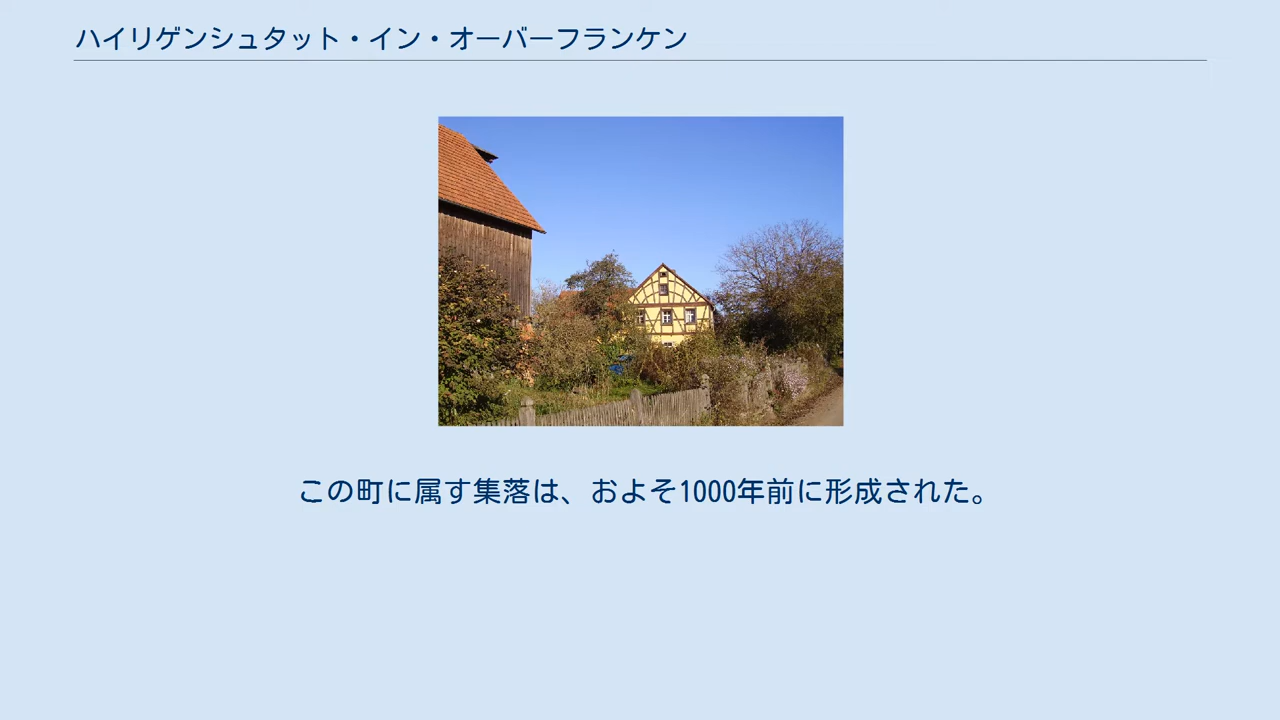 ハイリゲンシュタット・イン・オーバーフランケン
この町に属す集落は、およそ1000年前に形成された。